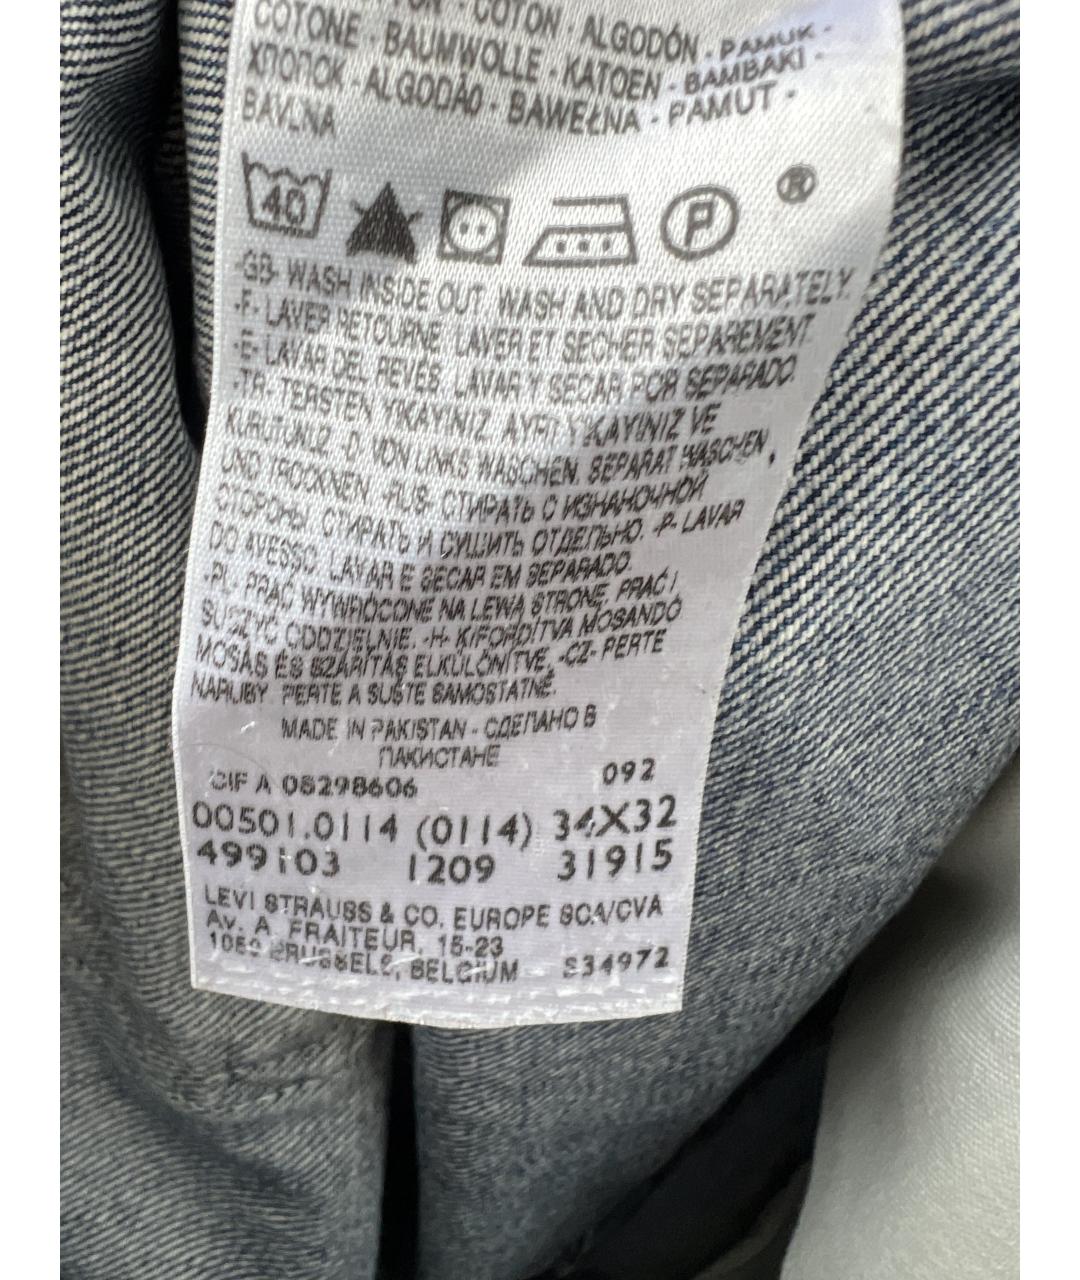 COTON - ALGODÓN - PAMUK -
COTONE - BAUMWOLLE - KATOEN - BAMBAKI -
ХЛОПОК - ALGODÃO - BAWEŁNA - PAMUT -
BAVLNA
40 P ®
-GB- WASH INSIDE OUT. WASH AND DRY SEPARATELY.
-F- LAVER RETOURNE. LAVER ET SECHER SEPAREMENT.
-E- LAVAR DEL REVES. LAVAR Y SECAR POR SEPARADO.
-TR- TERSTEN YIKAYINIZ. AYRI YIKAYINIZ VE
KURUTUNUZ. -D- VON LINKS WASCHEN. SEPARAT WASCHEN
UND TROCKNEN. -RUS- СТИРАТЬ С ИЗНАНОЧНОЙ
СТОРОНЫ. СТИРАТЬ И СУШИТЬ ОТДЕЛЬНО. -P- LAVAR
DO AVESSO. LAVAR E SECAR EM SEPARADO.
-PL- PRAĆ WYWRÓCONE NA LEWĄ STRONĘ. PRAĆ I
SUSZYĆ ODDZIELNIE. -H- KIFORDÍTVA MOSANDÓ
MOSÁS ÉS SZÁRÍTÁS ELKÜLÖNÍTVE. -CZ- PERTE
NARUBY. PERTE A SUŠTE SAMOSTATNĚ.
MADE IN PAKISTAN - СДЕЛАНО В
ПАКИСТАНЕ
CIF A 08298606 092
00501.0114 (0114) 34X32
499103 1209 31915
LEVI STRAUSS & CO. EUROPE SCA/CVA
AV. A. FRAITEUR, 15-23
1050 BRUSSELS, BELGIUM S34972